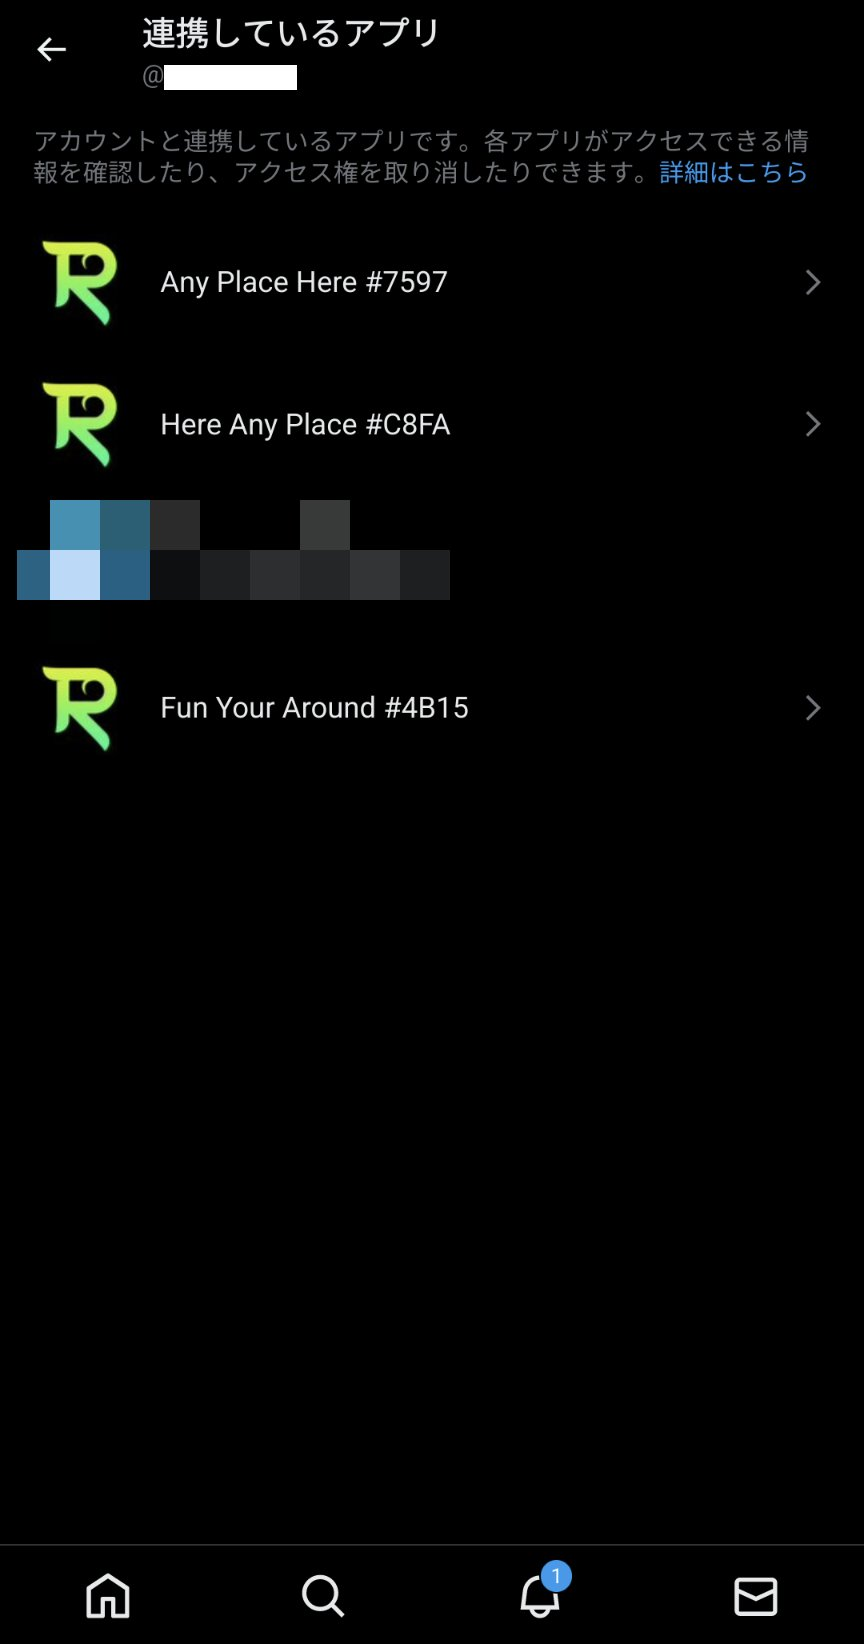 連携しているアプリ
@
アカウントと連携しているアプリです。各アプリがアクセスできる情
報を確認したり、アクセス権を取り消したりできます。詳細はこちら
Any Place Here #7597
Here Any Place #C8FA
Fun Your Around #4B15
1